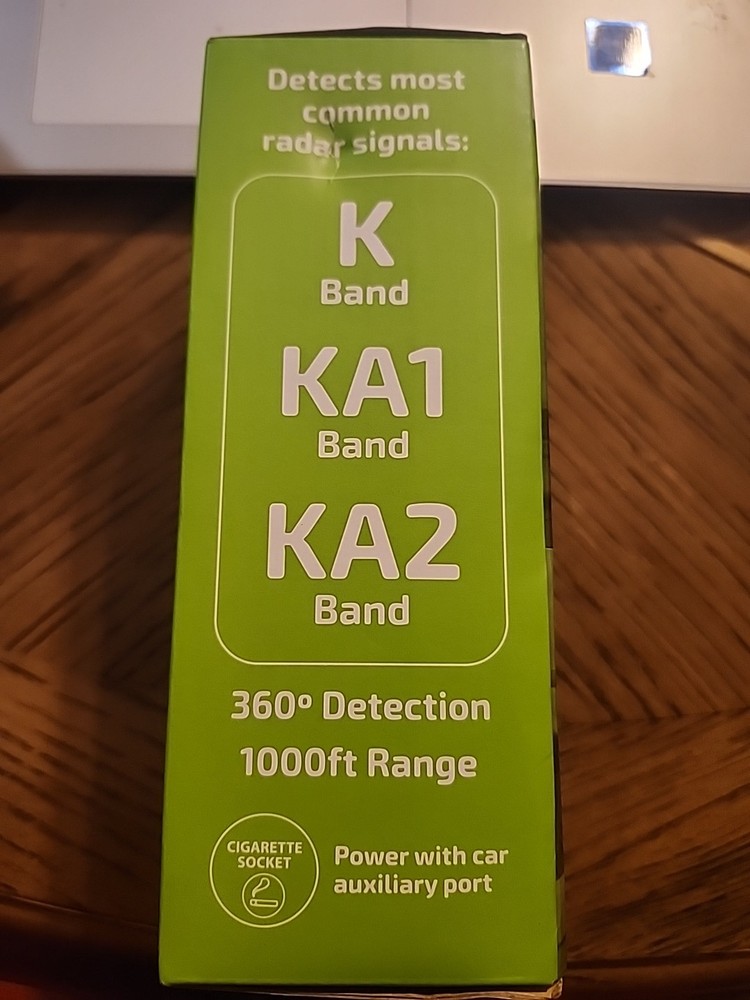 Detects most
common
radar signals:
K
Band
KA1
Band
KA2
Band
360º Detection
1000ft Range
CIGARETTE
SOCKET
Power with car
auxiliary port